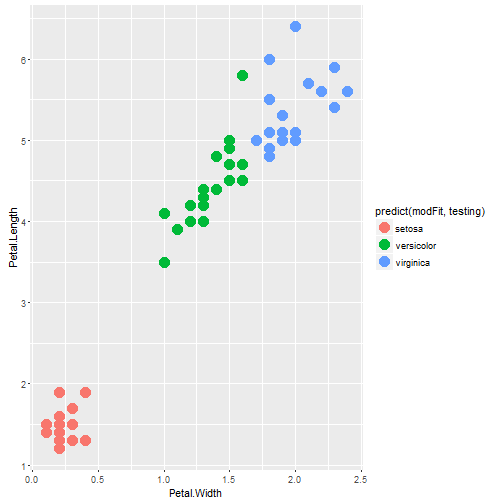 6
5
4
3
2
1
Petal.Length
0.0 0.5 1.0 1.5 2.0 2.5
Petal.Width
predict(modFit, testing)
setosa
versicolor
virginica